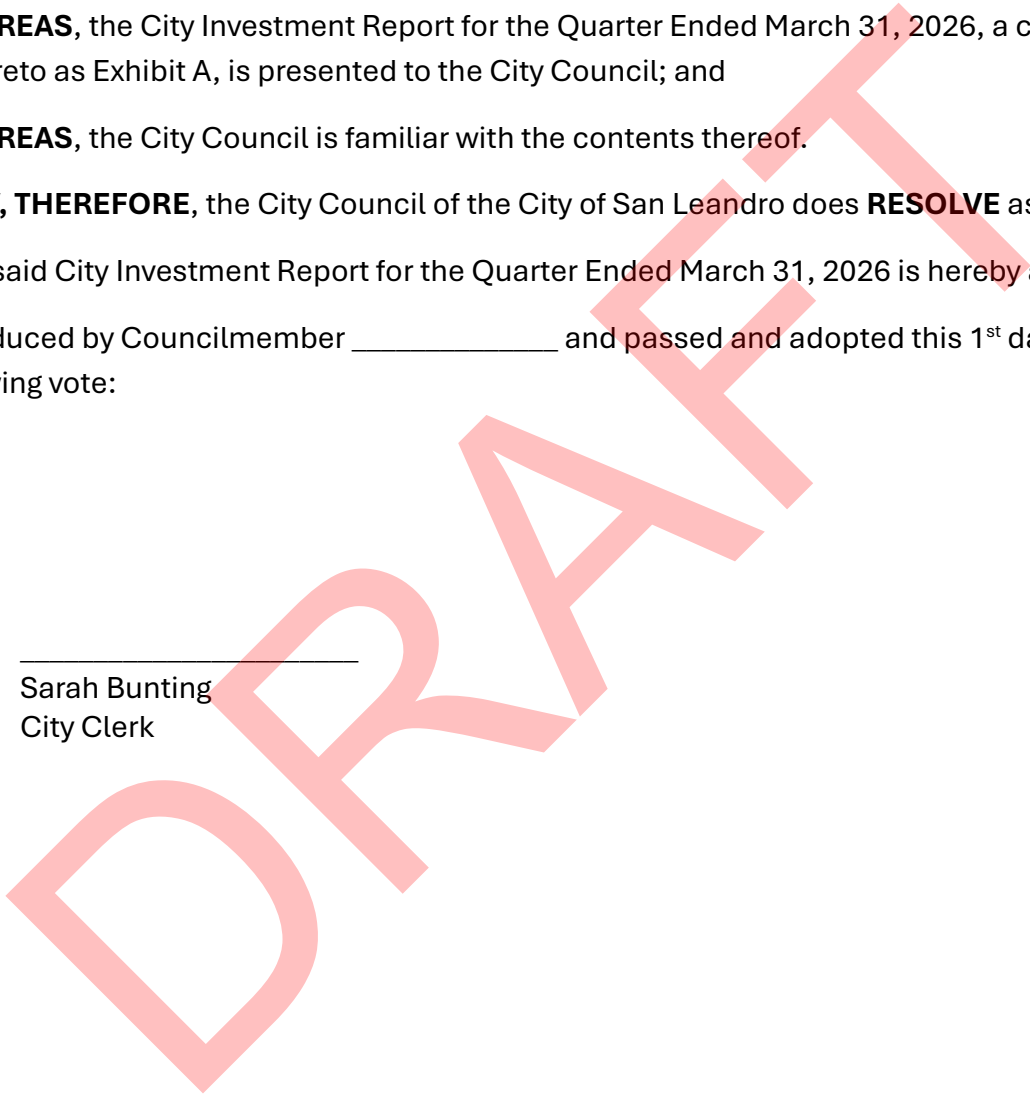 REAS, the City Investment Report for the Quarter Ended March 31, 2026, a c
reto as Exhibit A, is presented to the City Council; and
REAS, the City Council is familiar with the contents thereof.
, THEREFORE, the City Council of the City of San Leandro does RESOLVE as
said City Investment Report for the Quarter Ended March 31, 2026 is hereby
duced by Councilmember ______________ and passed and adopted this 1st da
ing vote:
_______________________
Sarah Bunting
City Clerk
DRAFT